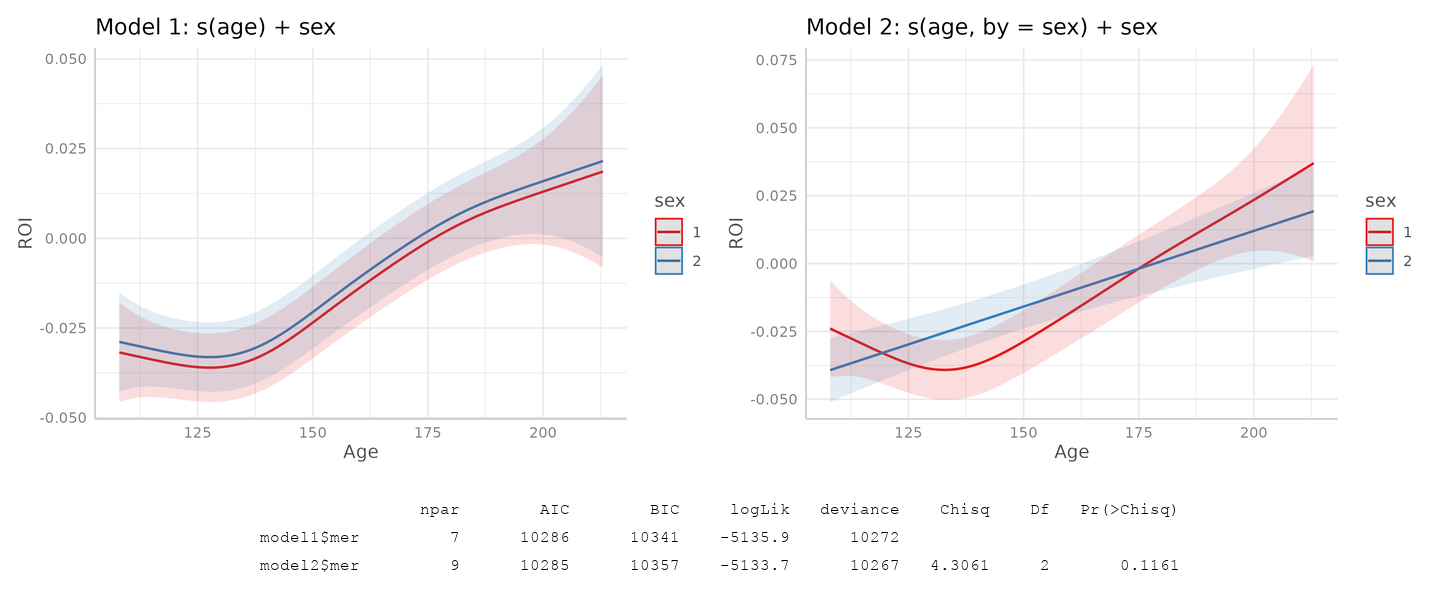 Model 1: s(age) + sex
0.050
0.025
0.000
-0.025
-0.050
ROI
125 150 175 200
Age
sex
1
2
Model 2: s(age, by = sex) + sex
0.075
0.050
0.025
0.000
-0.025
-0.050
ROI
125 150 175 200
Age
sex
1
2
npar AIC BIC logLik deviance Chisq Df Pr(>Chisq)
model1$mer 7 10286 10341 -5135.9 10272
model2$mer 9 10285 10357 -5133.7 10267 4.3061 2 0.1161